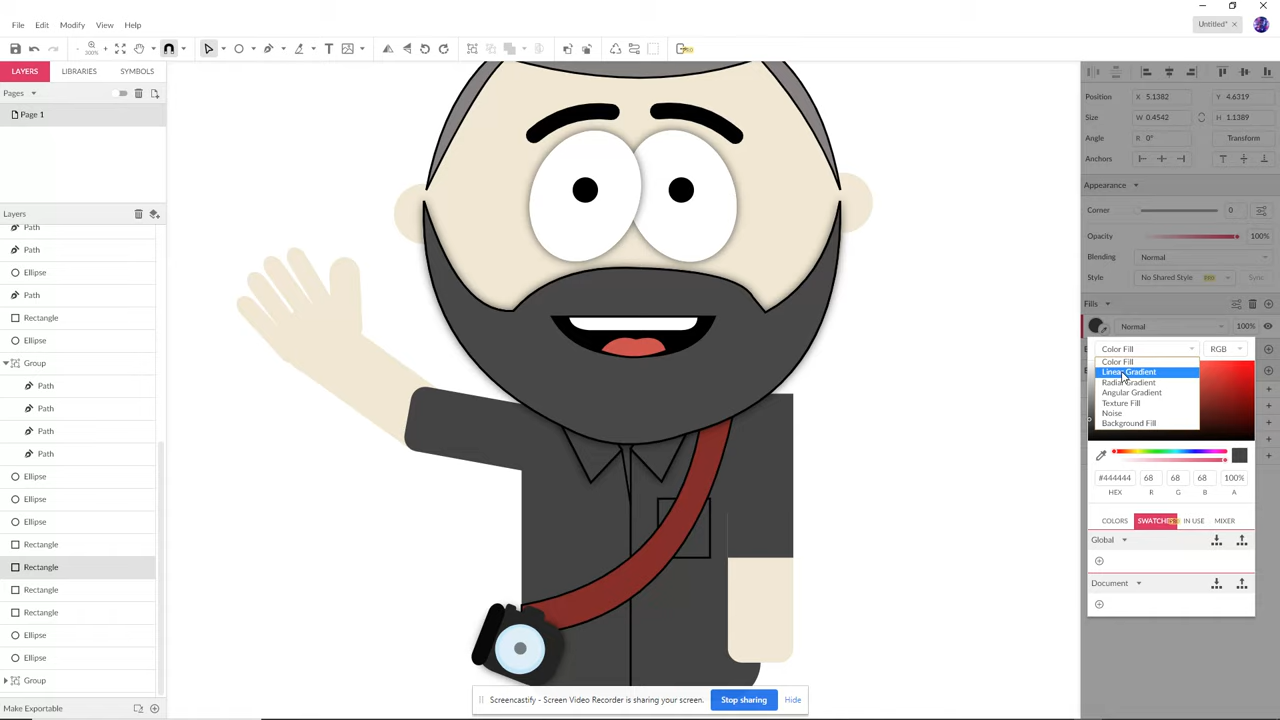 File Edit Modify View Help
Untitled* ×
300%
T
PRO
LAYERS LIBRARIES SYMBOLS
Pages
Page 1
Layers
Path
Path
Ellipse
Path
Rectangle
Ellipse
Group
Path
Path
Path
Path
Ellipse
Ellipse
Ellipse
Rectangle
Rectangle
Rectangle
Rectangle
Ellipse
Ellipse
Group
Make Exportable
Position X 5.1382 Y 4.6319
Size W 0.4542 H 1.1389
Angle R 0° Transform
Anchors
Appearance
Corner 0
Opacity 100%
Blending Normal
Style No Shared Style PRO Sync
Fills
Normal 100%
Color Fill RGB
Color Fill
Linear Gradient
Radial Gradient
Angular Gradient
Texture Fill
Noise
Background Fill
#444444 68 68 68 100%
HEX R G B A
COLORS SWATCHES IN USE MIXER
Global
Document
Screencastify - Screen Video Recorder is sharing your screen. Stop sharing Hide